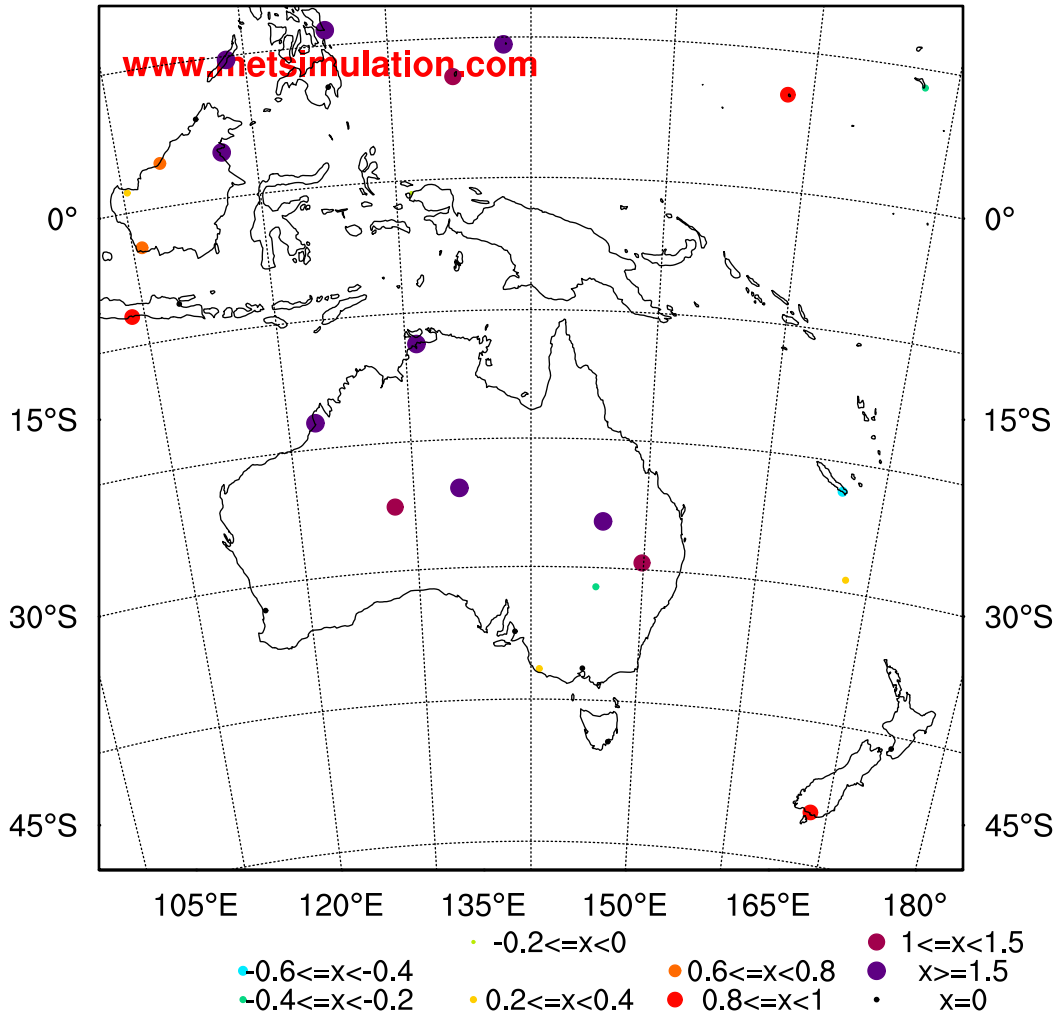 www.metsimulation.com
0° 0°
15°S 15°S
30°S 30°S
45°S 45°S
105°E 120°E 135°E 150°E 165°E 180°
-0.2<=x<0 1<=x<1.5
-0.6<=x<-0.4 0.6<=x<0.8 x>=1.5
-0.4<=x<-0.2 0.2<=x<0.4 0.8<=x<1 x=0